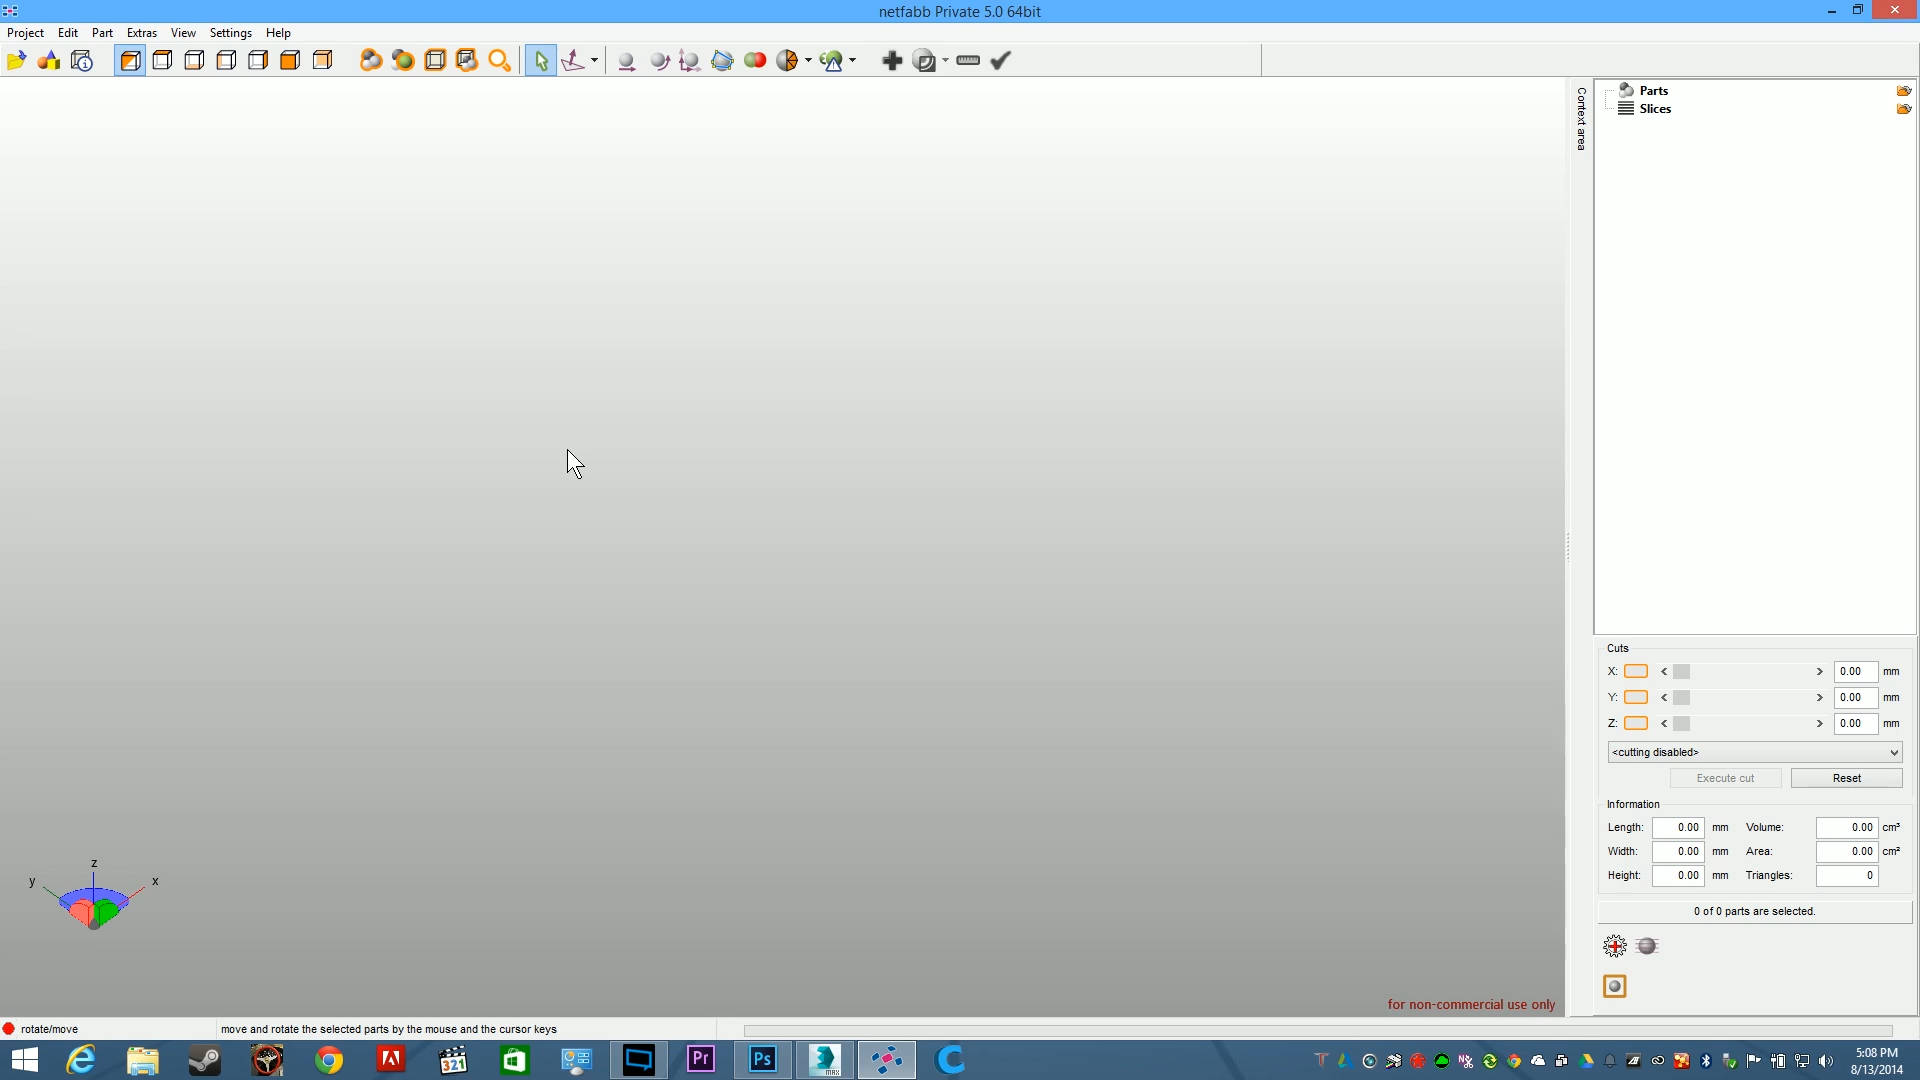 netfabb Private 5.0 64bit
Project Edit Part Extras View Settings Help
Context area
Parts
Slices
Cuts
X: < > 0.00 mm
Y: < > 0.00 mm
Z: < > 0.00 mm
<cutting disabled>
Execute cut Reset
Information
Length: 0.00 mm Volume: 0.00 cm³
Width: 0.00 mm Area: 0.00 cm²
Height: 0.00 mm Triangles: 0
0 of 0 parts are selected.
z
y x
for non-commercial use only
rotate/move move and rotate the selected parts by the mouse and the cursor keys
321 Pr Ps MAX
5:08 PM
8/13/2014